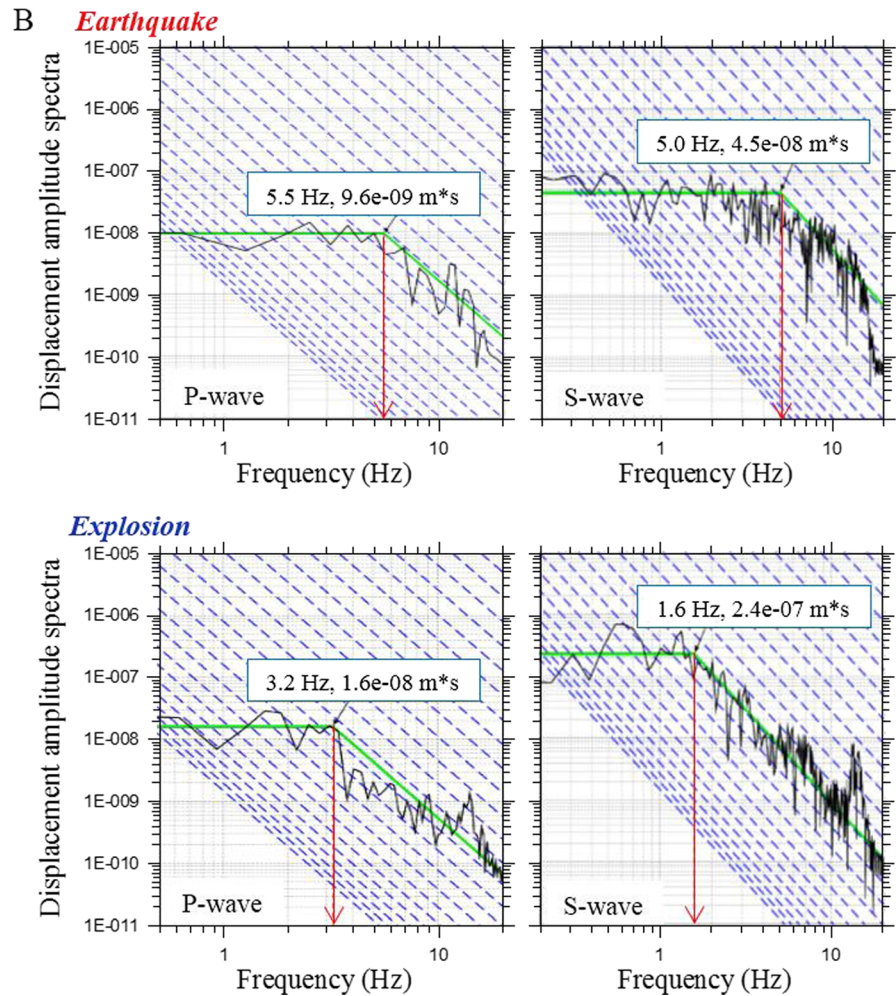 B Earthquake
1E-005
1E-006
1E-007
1E-008
1E-009
1E-010
1E-011
Displacement amplitude spectra
5.5 Hz, 9.6e-09 m*s
P-wave
1 10
Frequency (Hz)
5.0 Hz, 4.5e-08 m*s
S-wave
1 10
Frequency (Hz)
Explosion
1E-005
1E-006
1E-007
1E-008
1E-009
1E-010
1E-011
Displacement amplitude spectra
3.2 Hz, 1.6e-08 m*s
P-wave
1 10
Frequency (Hz)
1.6 Hz, 2.4e-07 m*s
S-wave
1 10
Frequency (Hz)